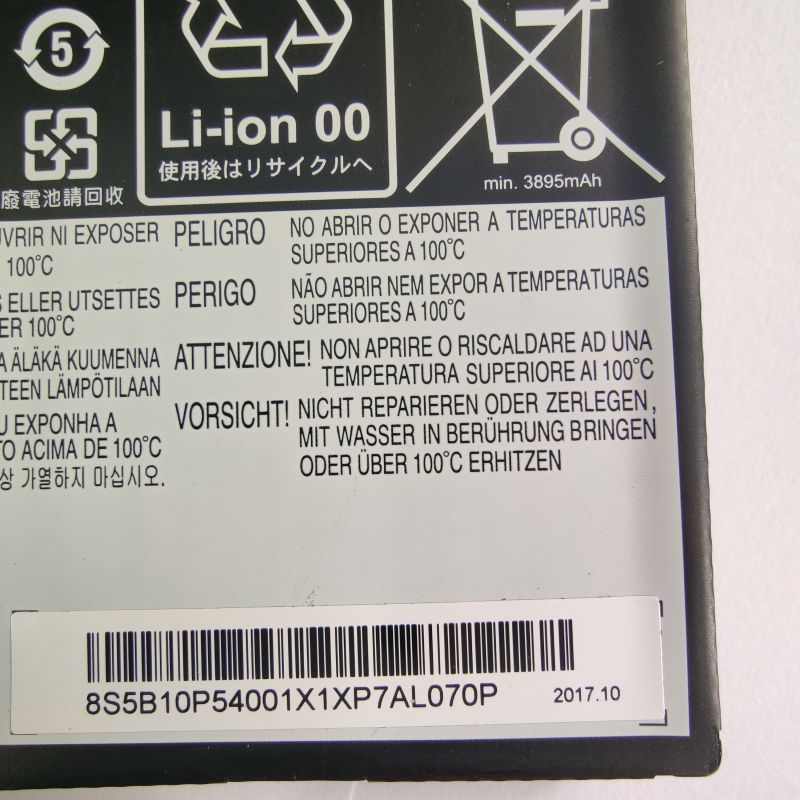 5
Li-ion 00
使用後はリサイクルへ
廢電池請回收
min. 3895mAh
UVRIR NI EXPOSER
100°C
ELLER UTSETTES
ER 100°C
ÄLÄKÄ KUUMENNA
TEEN LÄMPÖTILAAN
U EXPONHA A
TO ACIMA DE 100°C
상 가열하지 마십시오.
PELIGRO NO ABRIR O EXPONER A TEMPERATURAS
SUPERIORES A 100°C
PERIGO NÃO ABRIR NEM EXPOR A TEMPERATURAS
SUPERIORES A 100°C
ATTENZIONE! NON APRIRE O RISCALDARE AD UNA
TEMPERATURA SUPERIORE AI 100°C
VORSICHT! NICHT REPARIEREN ODER ZERLEGEN,
MIT WASSER IN BERÜHRUNG BRINGEN
ODER ÜBER 100°C ERHITZEN
8S5B10P54001X1XP7AL070P 2017.10